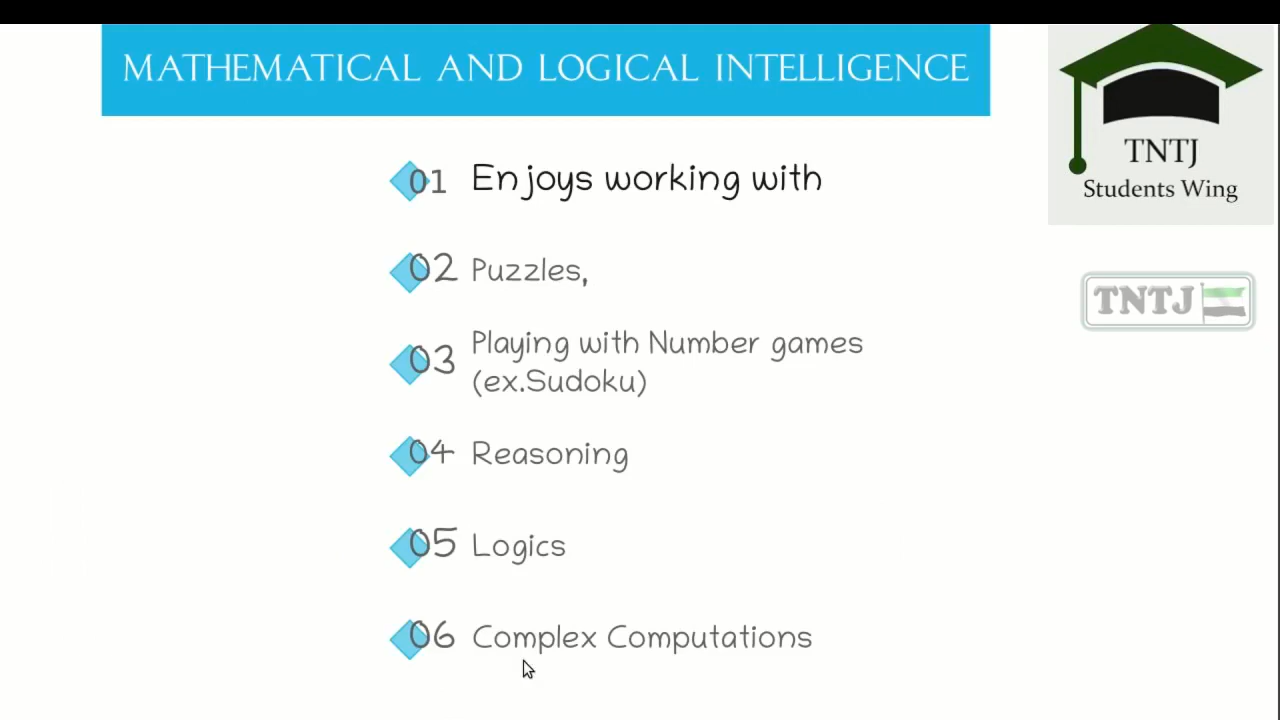 MATHEMATICAL AND LOGICAL INTELLIGENCE
TNTJ
Students Wing
TNTJ
01 Enjoys working with
02 Puzzles,
03 Playing with Number games
(ex.Sudoku)
04 Reasoning
05 Logics
06 Complex Computations